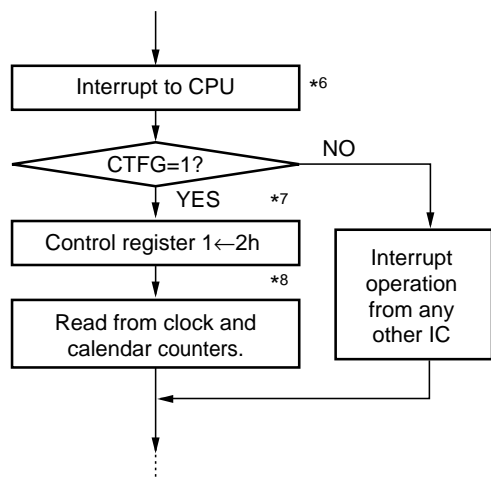 Interrupt to CPU
*6
CTFG=1?
NO
YES
*7
Control register 1←2h
*8
Read from clock and
calendar counters.
Interrupt
operation
from any
other IC